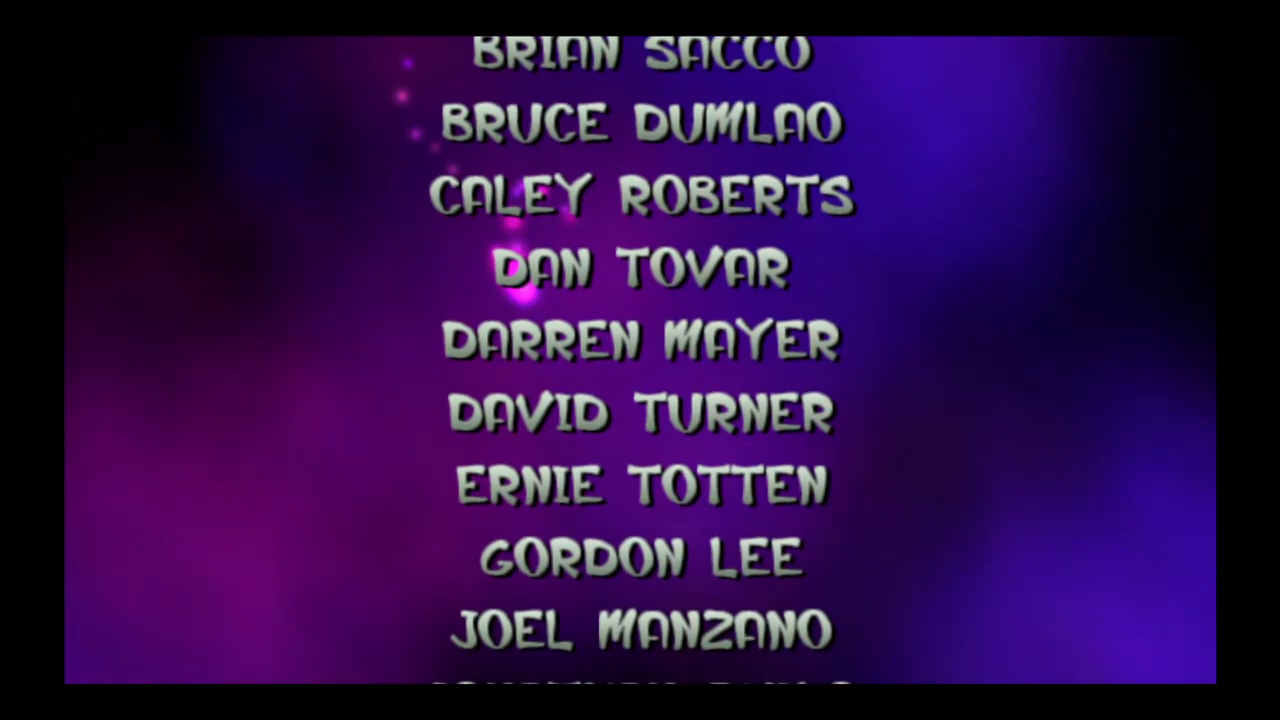 BRIAN SACCO
BRUCE DUMLAO
CALEY ROBERTS
DAN TOVAR
DARREN MAYER
DAVID TURNER
ERNIE TOTTEN
GORDON LEE
JOEL MANZANO